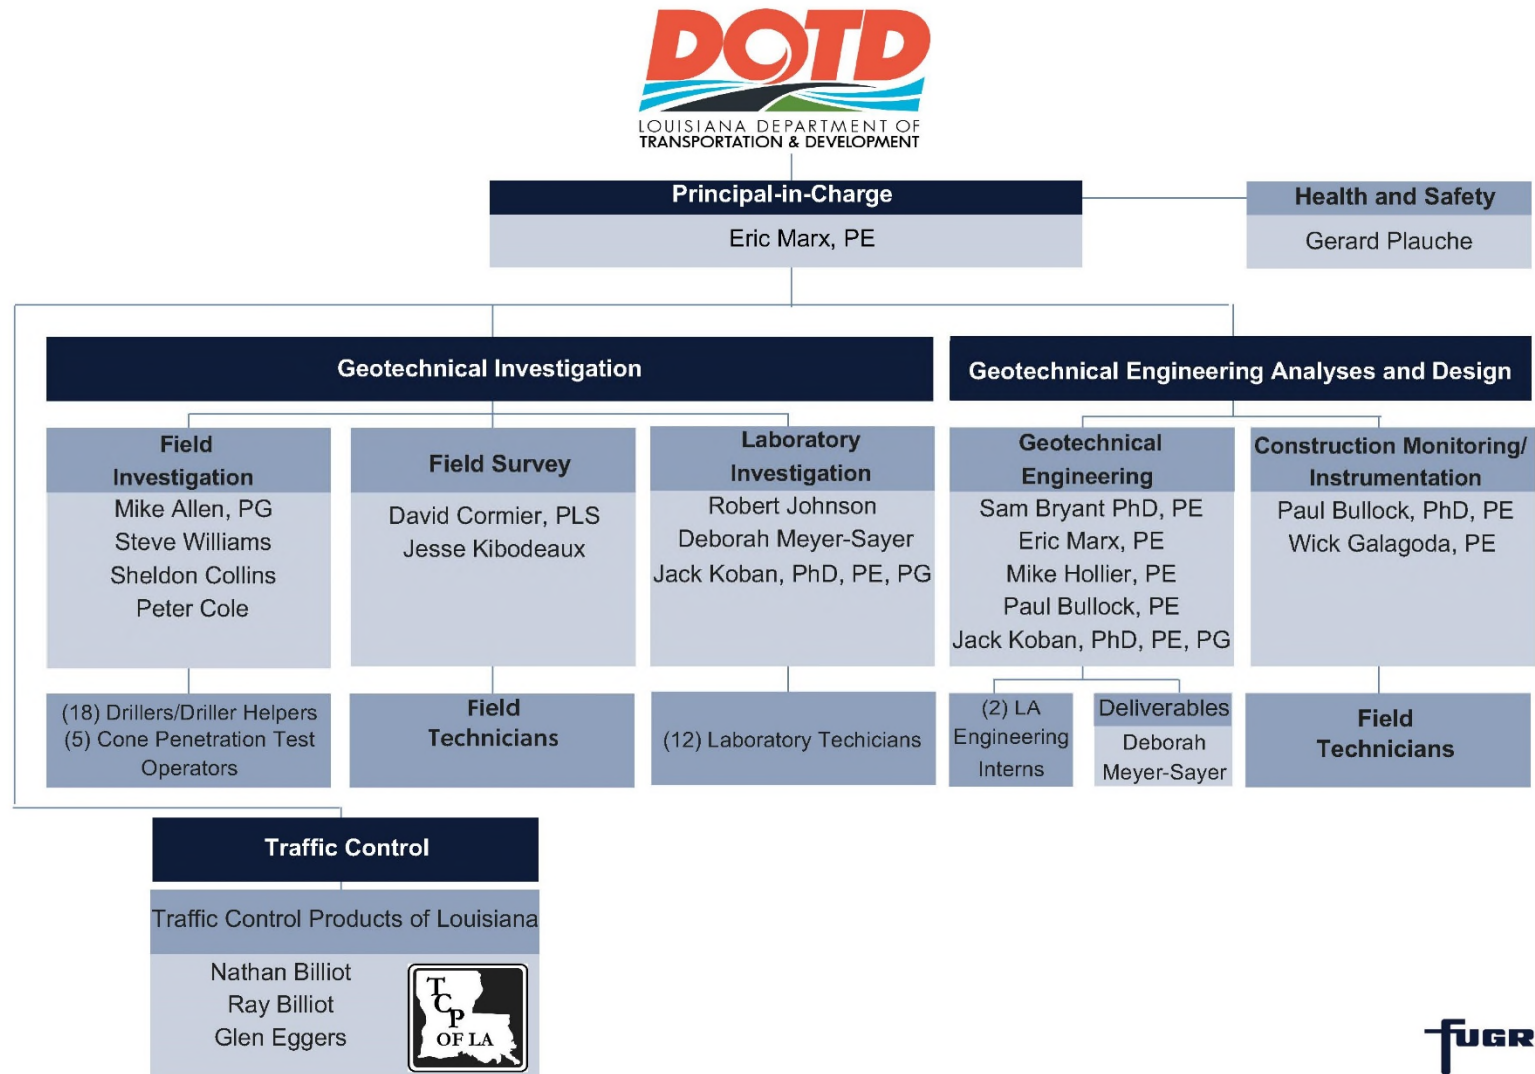 DOTD
LOUISIANA DEPARTMENT OF
TRANSPORTATION & DEVELOPMENT
Principal-in-Charge
Eric Marx, PE
Health and Safety
Gerard Plauche
Geotechnical Investigation
Field
Investigation
Mike Allen, PG
Steve Williams
Sheldon Collins
Peter Cole
(18) Drillers/Driller Helpers
(5) Cone Penetration Test
Operators
Field Survey
David Cormier, PLS
Jesse Kibodeaux
Field
Technicians
Laboratory
Investigation
Robert Johnson
Deborah Meyer-Sayer
Jack Koban, PhD, PE, PG
(12) Laboratory Techicians
Geotechnical Engineering Analyses and Design
Geotechnical
Engineering
Sam Bryant PhD, PE
Eric Marx, PE
Mike Hollier, PE
Paul Bullock, PE
Jack Koban, PhD, PE, PG
(2) LA
Engineering
Interns
Deliverables
Deborah
Meyer-Sayer
Construction Monitoring/
Instrumentation
Paul Bullock, PhD, PE
Wick Galagoda, PE
Field
Technicians
Traffic Control
Traffic Control Products of Louisiana
Nathan Billiot
Ray Billiot
Glen Eggers
TCP
OF LA
fUGR